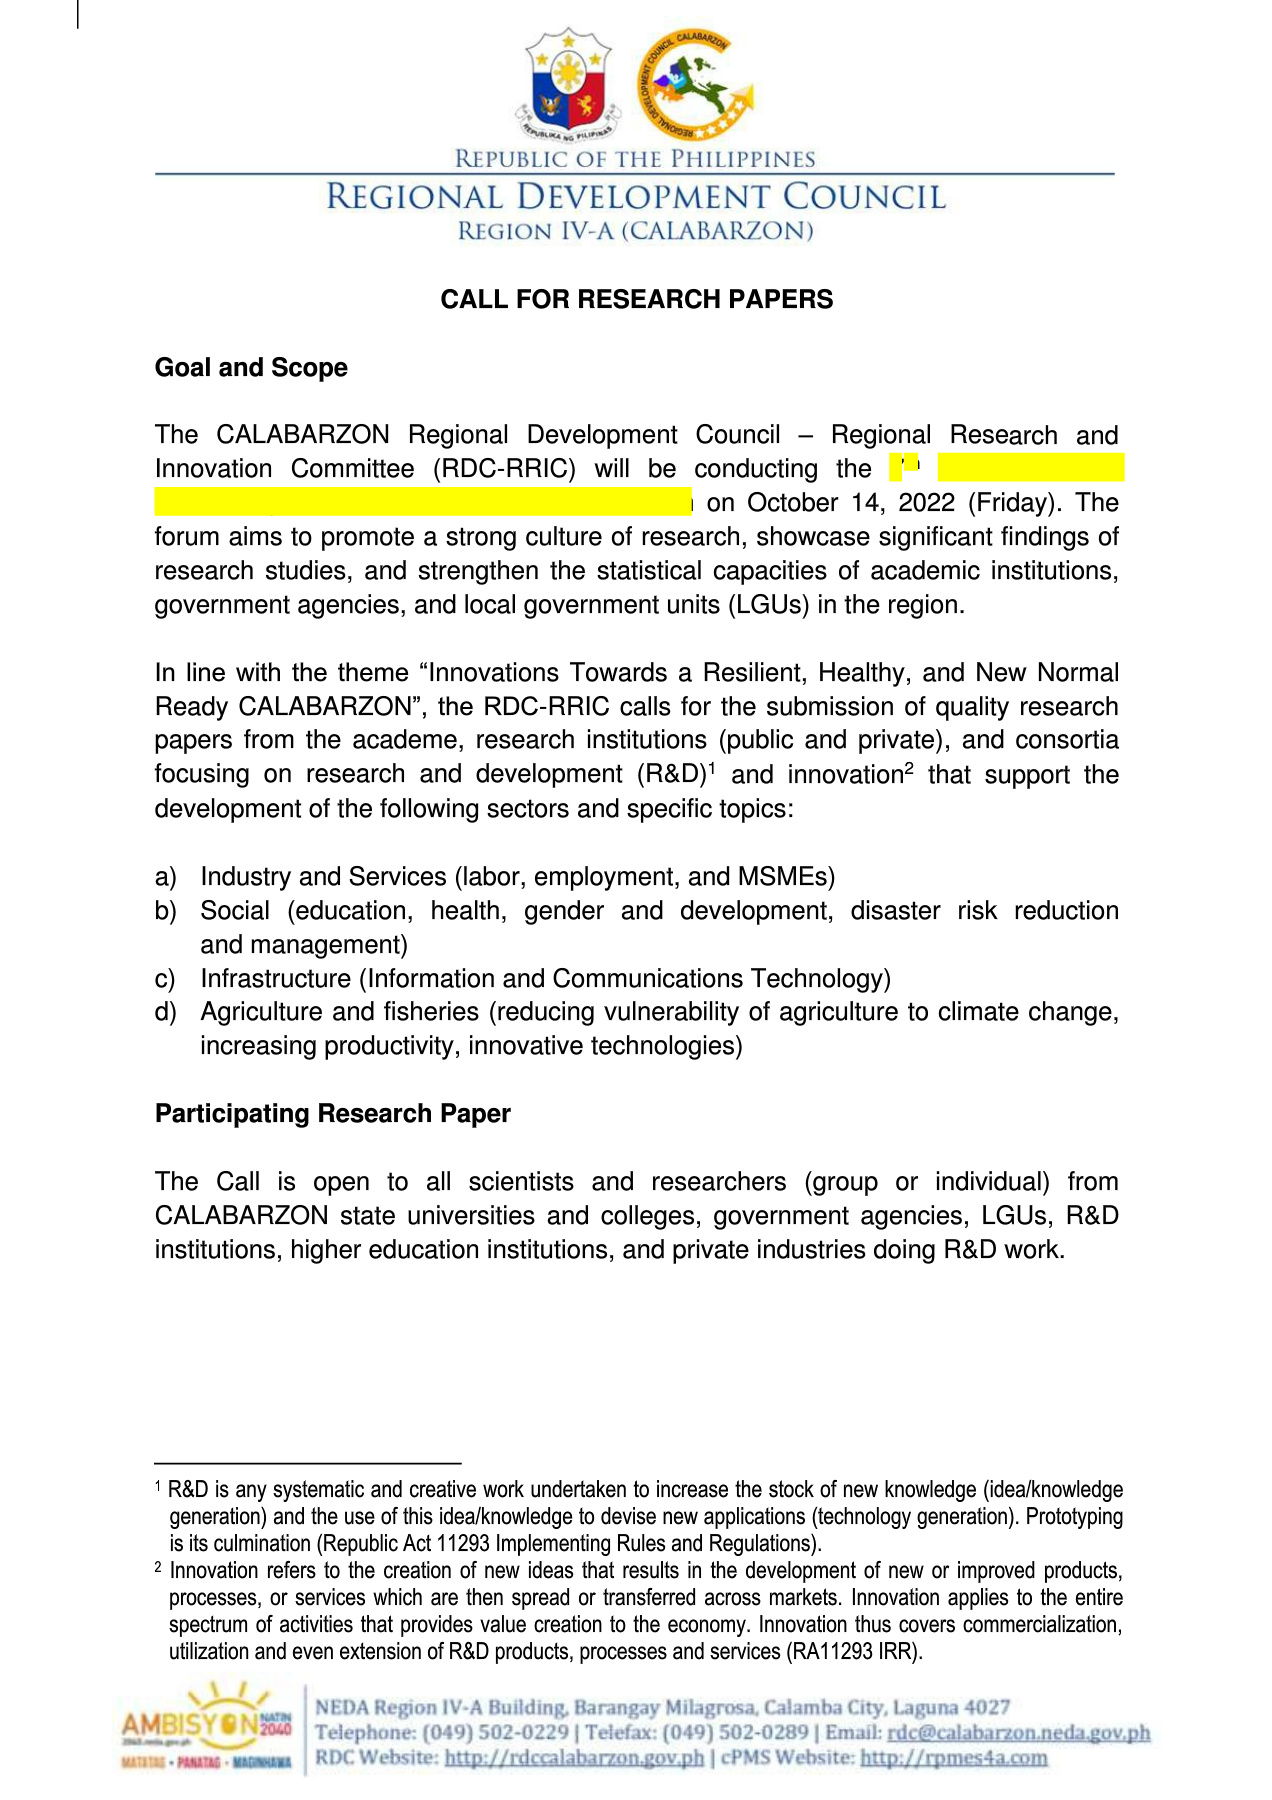 REPUBLIKA NG PILIPINAS
REGIONAL DEVELOPMENT COUNCIL CALABARZON
REPUBLIC OF THE PHILIPPINES
REGIONAL DEVELOPMENT COUNCIL
REGION IV-A (CALABARZON)
CALL FOR RESEARCH PAPERS
Goal and Scope
The CALABARZON Regional Development Council – Regional Research and
Innovation Committee (RDC-RRIC) will be conducting the
on October 14, 2022 (Friday). The
forum aims to promote a strong culture of research, showcase significant findings of
research studies, and strengthen the statistical capacities of academic institutions,
government agencies, and local government units (LGUs) in the region.
In line with the theme “Innovations Towards a Resilient, Healthy, and New Normal
Ready CALABARZON”, the RDC-RRIC calls for the submission of quality research
papers from the academe, research institutions (public and private), and consortia
focusing on research and development (R&D)¹ and innovation² that support the
development of the following sectors and specific topics:
a) Industry and Services (labor, employment, and MSMEs)
b) Social (education, health, gender and development, disaster risk reduction
and management)
c) Infrastructure (Information and Communications Technology)
d) Agriculture and fisheries (reducing vulnerability of agriculture to climate change,
increasing productivity, innovative technologies)
Participating Research Paper
The Call is open to all scientists and researchers (group or individual) from
CALABARZON state universities and colleges, government agencies, LGUs, R&D
institutions, higher education institutions, and private industries doing R&D work.
¹ R&D is any systematic and creative work undertaken to increase the stock of new knowledge (idea/knowledge
generation) and the use of this idea/knowledge to devise new applications (technology generation). Prototyping
is its culmination (Republic Act 11293 Implementing Rules and Regulations).
² Innovation refers to the creation of new ideas that results in the development of new or improved products,
processes, or services which are then spread or transferred across markets. Innovation applies to the entire
spectrum of activities that provides value creation to the economy. Innovation thus covers commercialization,
utilization and even extension of R&D products, processes and services (RA11293 IRR).
AMBISYON NATIN 2040
2040.neda.gov.ph
MATATAG • PANATAG • MAGINHAWA
NEDA Region IV-A Building, Barangay Milagrosa, Calamba City, Laguna 4027
Telephone: (049) 502-0229 | Telefax: (049) 502-0289 | Email: rdc@calabarzon.neda.gov.ph
RDC Website: http://rdccalabarzon.gov.ph | cPMS Website: http://rpmes4a.com